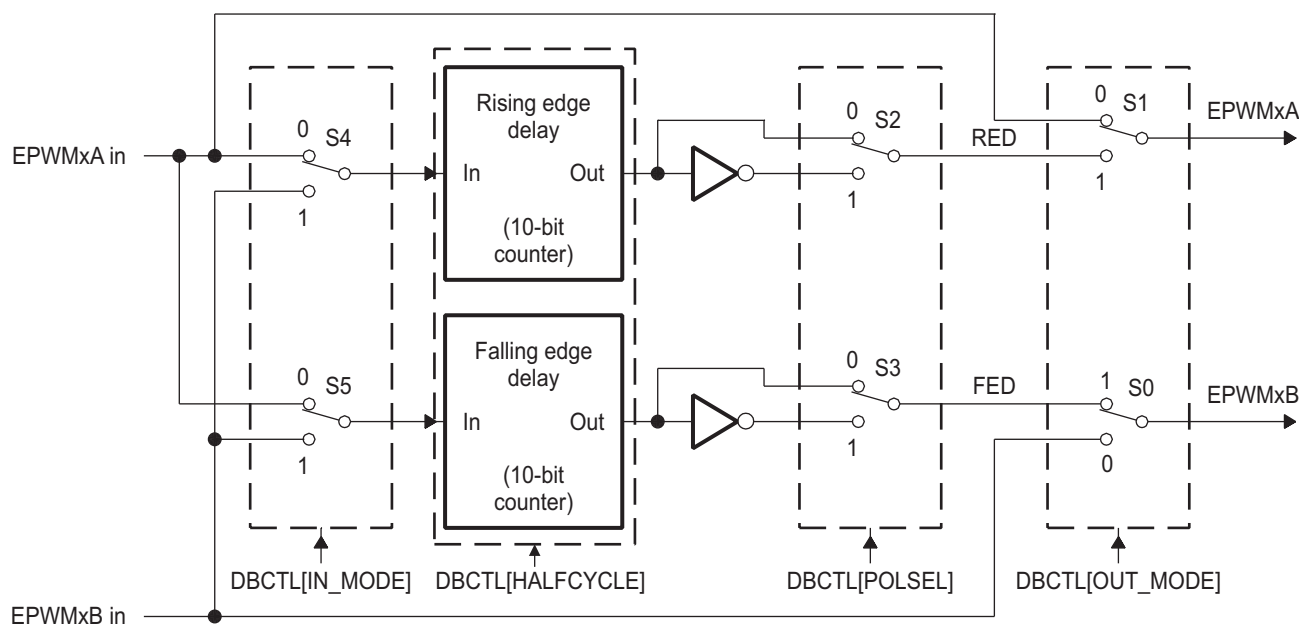 EPWMxA in
0
S4
1
Rising edge
delay
In
Out
(10-bit
counter)
0
S2
1
RED
0
S1
1
EPWMxA
0
S5
1
Falling edge
delay
In
Out
(10-bit
counter)
0
S3
1
FED
1
S0
0
EPWMxB
DBCTL[IN_MODE]
DBCTL[HALFCYCLE]
DBCTL[POLSEL]
DBCTL[OUT_MODE]
EPWMxB in